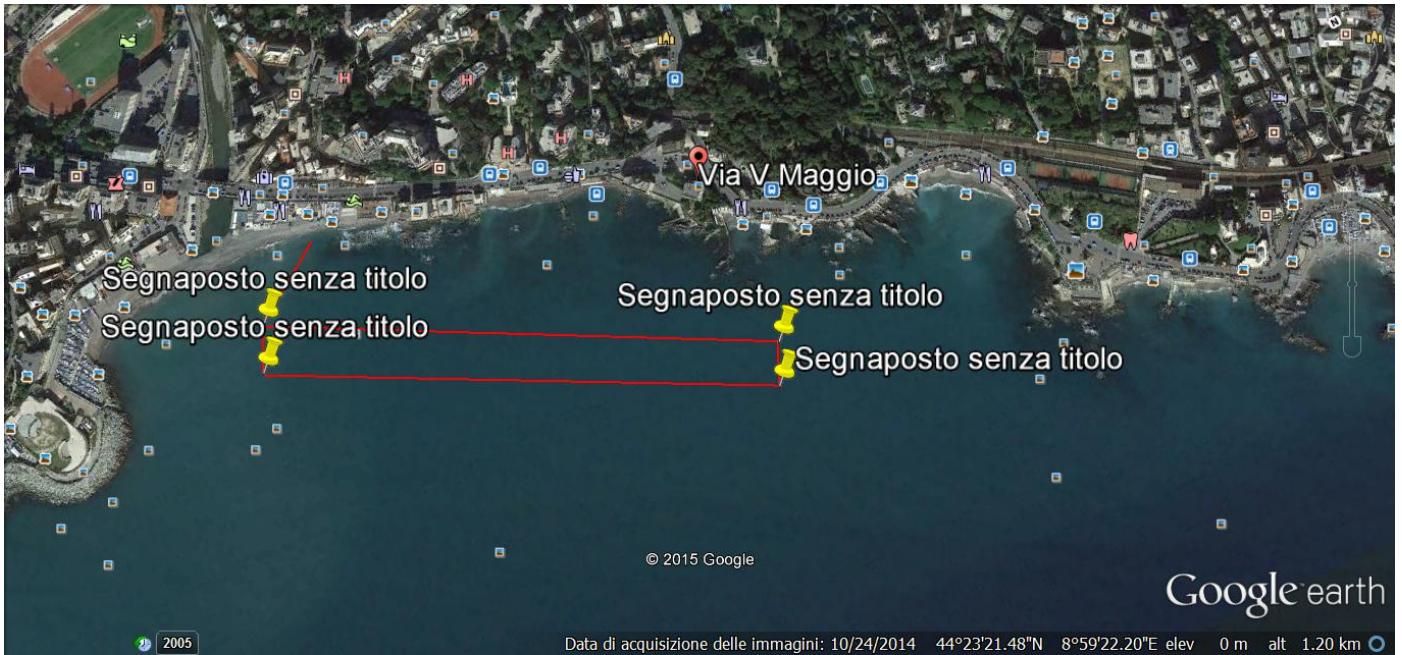 Via V Maggio
Segnaposto senza titolo
Segnaposto senza titolo
Segnaposto senza titolo
Segnaposto senza titolo
© 2015 Google
Google earth
2005
Data di acquisizione delle immagini: 10/24/2014 44°23'21.48"N 8°59'22.20"E elev 0 m alt 1.20 km